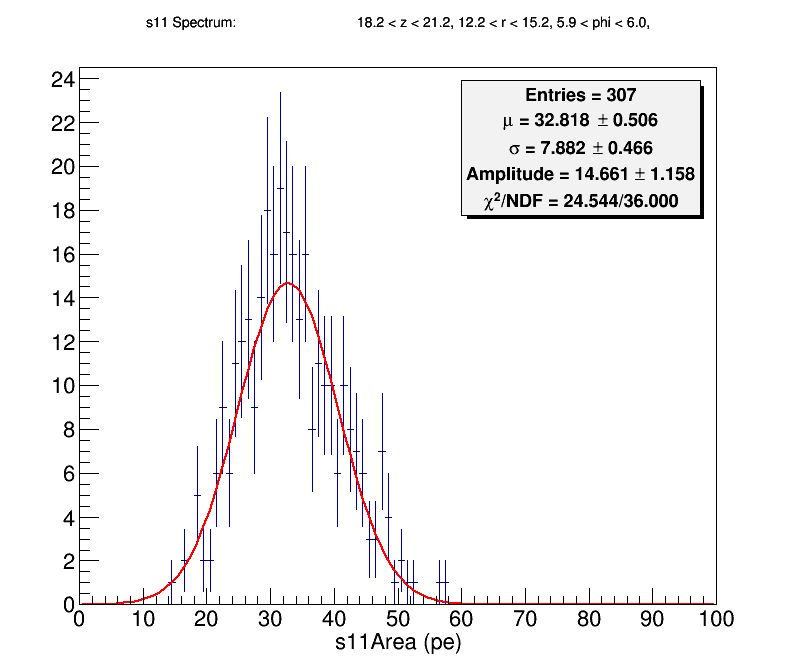 s11 Spectrum: 18.2 < z < 21.2, 12.2 < r < 15.2, 5.9 < phi < 6.0,
Entries = 307
μ = 32.818 ± 0.506
σ = 7.882 ± 0.466
Amplitude = 14.661 ± 1.158
χ²/NDF = 24.544/36.000
24
22
20
18
16
14
12
10
8
6
4
2
0
0 10 20 30 40 50 60 70 80 90 100
s11Area (pe)